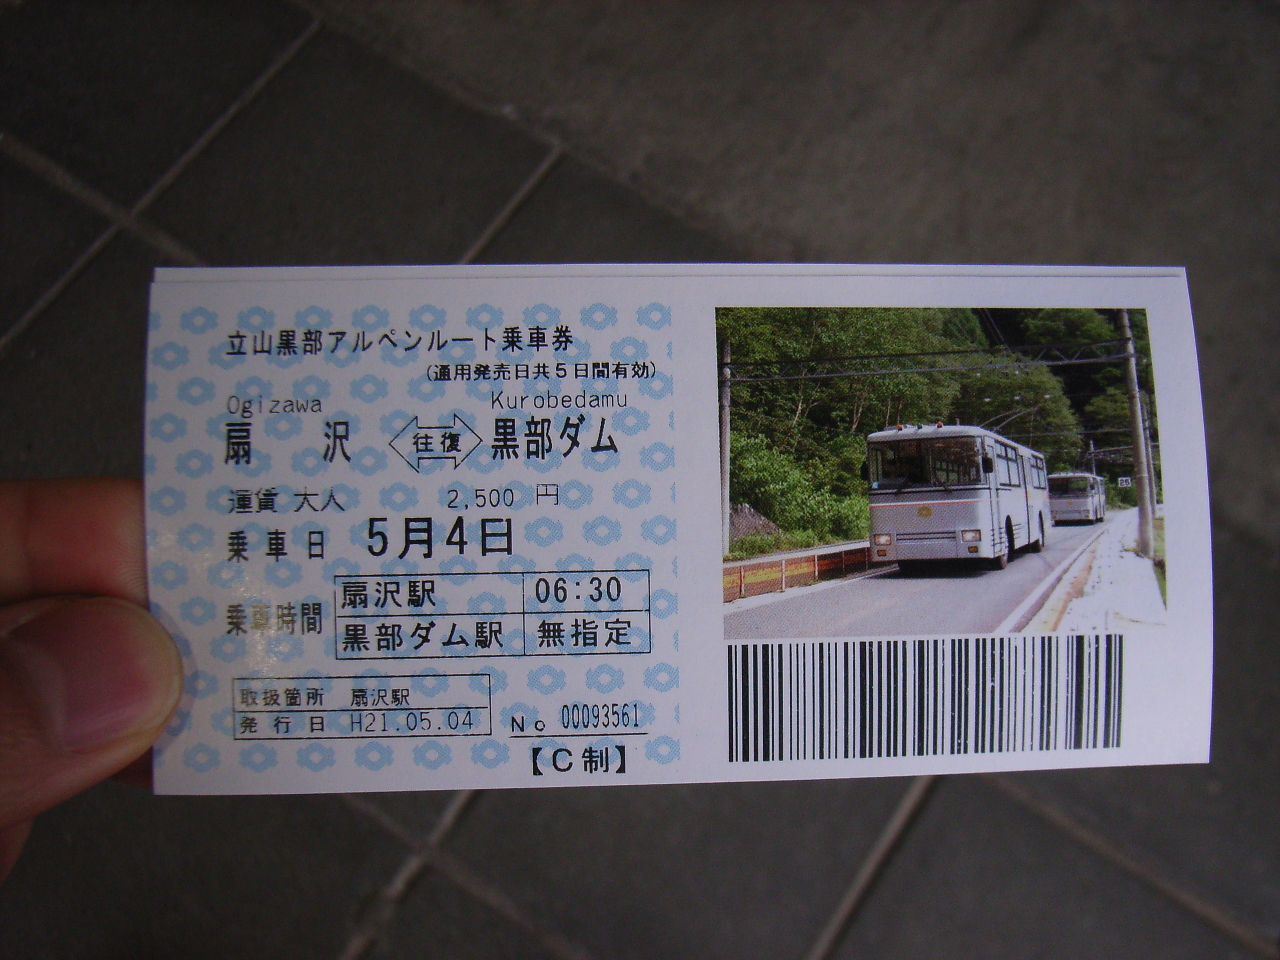 立山黒部アルペンルート乗車券
(通用発売日共5日間有効)
Ogizawa Kurobedamu
扇沢 往復 黒部ダム
運賃 大人 2,500 円
乗車日 5月4日
乗車時間 扇沢駅 06:30
黒部ダム駅 無指定
取扱箇所 扇沢駅
発行日 H21.05.04 No 00093561
【C制】
25